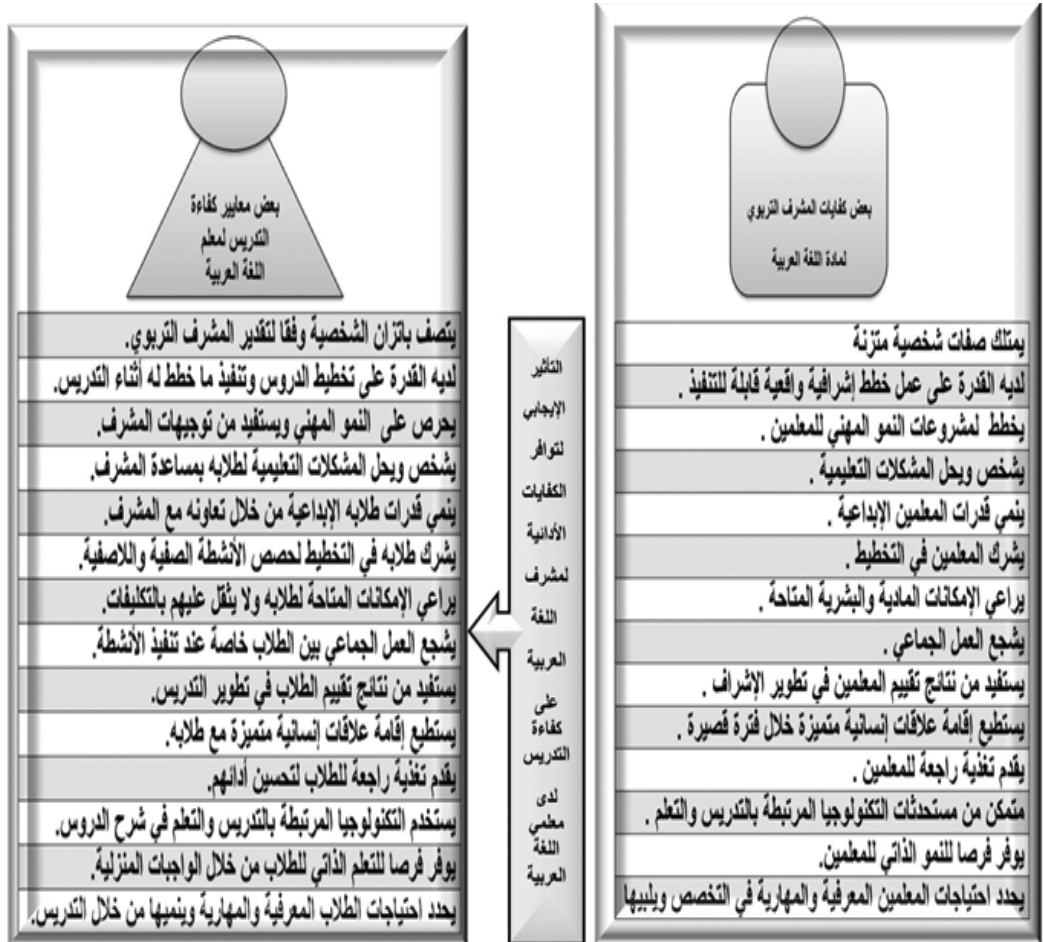 بعض كفايات المشرف التربوي
لمادة اللغة العربية
يمتلك صفات شخصية متزنة
لديه القدرة على عمل خطط إشرافية واقعية قابلة للتنفيذ .
يخطط لمشروعات النمو المهني للمعلمين .
يشخص ويحل المشكلات التعليمية .
ينمي قدرات المعلمين الإبداعية .
يشرك المعلمين في التخطيط .
يراعي الإمكانات المادية والبشرية المتاحة .
يشجع العمل الجماعي .
يستفيد من نتائج تقييم المعلمين في تطوير الإشراف .
يستطيع إقامة علاقات إنسانية متميزة خلال فترة قصيرة .
يقدم تغذية راجعة للمعلمين .
متمكن من مستحدثات التكنولوجيا المرتبطة بالتدريس والتعلم .
يوفر فرصا للنمو الذاتي للمعلمين.
يحدد احتياجات المعلمين المعرفية والمهارية في التخصص ويلبيها
التأثير
الإيجابي
لتوافر
الكفايات
الأدائية
لمشرف
اللغة
العربية
على
كفاءة
التدريس
لدى
معلمي
اللغة
العربية
بعض معايير كفاءة
التدريس لمعلم
اللغة العربية
يتصف باتزان الشخصية وفقا لتقدير المشرف التربوي.
لديه القدرة على تخطيط الدروس وتنفيذ ما خطط له أثناء التدريس.
يحرص على النمو المهني ويستفيد من توجيهات المشرف.
يشخص ويحل المشكلات التعليمية لطلابه بمساعدة المشرف.
ينمي قدرات طلابه الإبداعية من خلال تعاونه مع المشرف.
يشرك طلابه في التخطيط لحصص الأنشطة الصفية واللاصفية.
يراعي الإمكانات المتاحة لطلابه ولا يثقل عليهم بالتكليفات.
يشجع العمل الجماعي بين الطلاب خاصة عند تنفيذ الأنشطة.
يستفيد من نتائج تقييم الطلاب في تطوير التدريس.
يستطيع إقامة علاقات إنسانية متميزة مع طلابه.
يقدم تغذية راجعة للطلاب لتحسين أدائهم.
يستخدم التكنولوجيا المرتبطة بالتدريس والتعلم في شرح الدروس.
يوفر فرصا للتعلم الذاتي للطلاب من خلال الواجبات المنزلية.
يحدد احتياجات الطلاب المعرفية والمهارية وينميها من خلال التدريس.